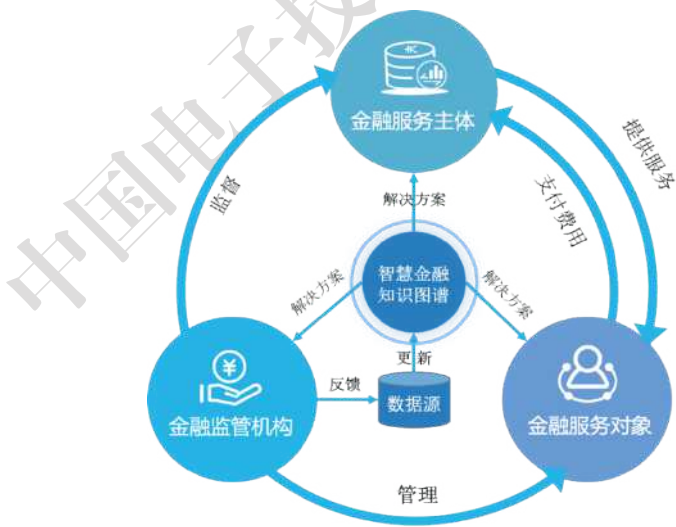 中国电子技
金融服务主体
监督
提供服务
支付费用
解决方案
智慧金融
知识图谱
解决方案
解决方案
更新
¥
反馈
数据源
金融监管机构
金融服务对象
管理